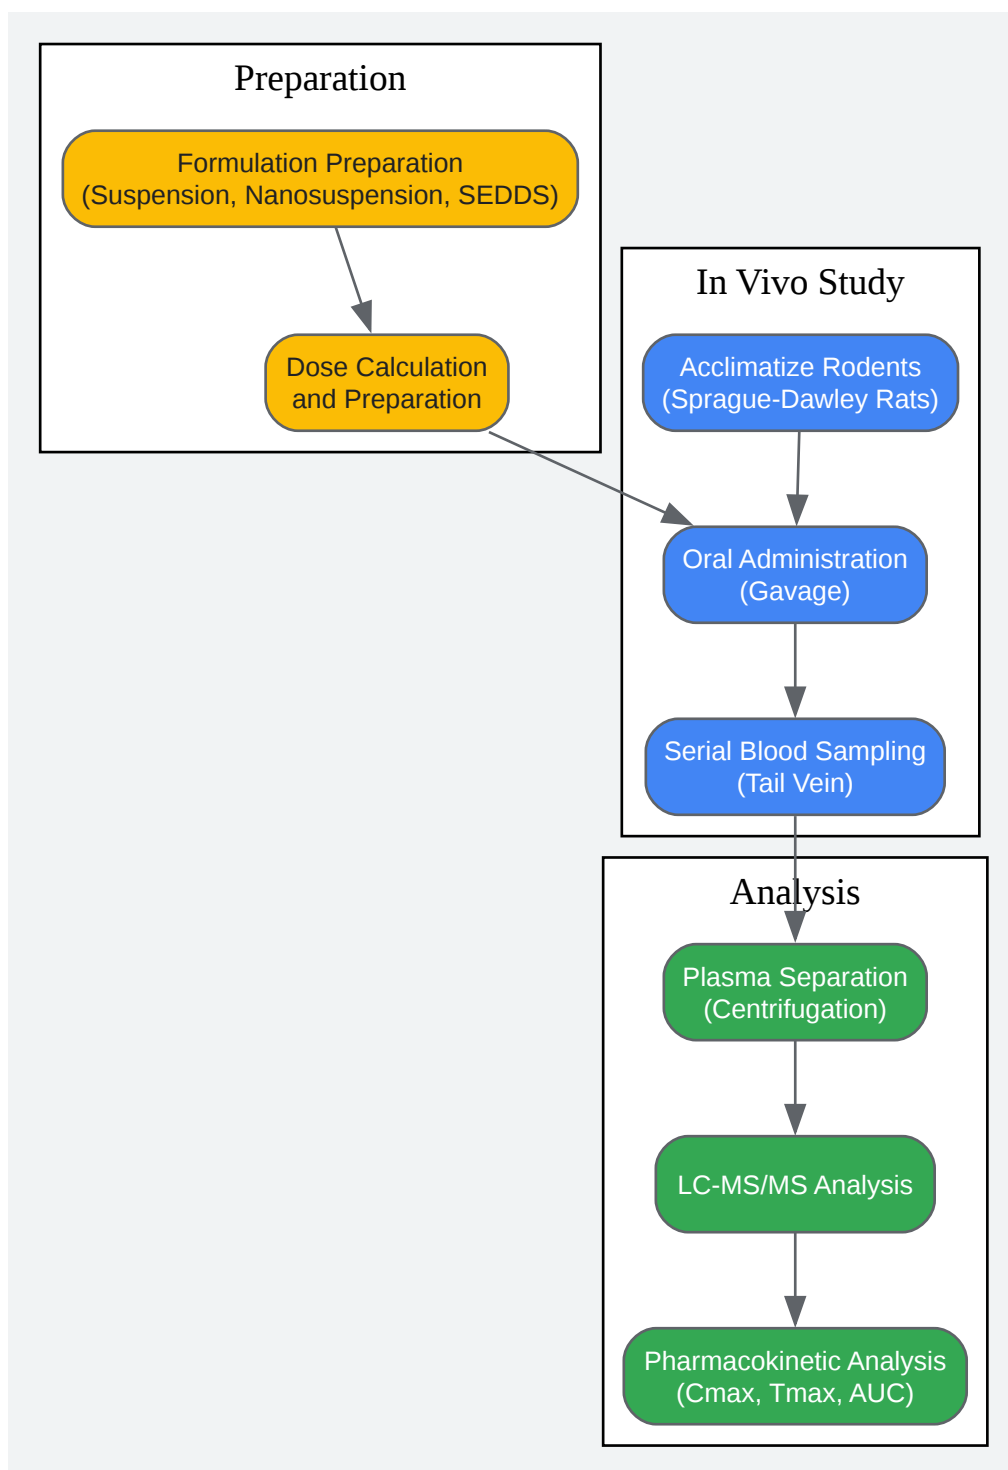 Preparation
Formulation Preparation
(Suspension, Nanosuspension, SEDDS)
Dose Calculation
and Preparation
In Vivo Study
Acclimatize Rodents
(Sprague-Dawley Rats)
Oral Administration
(Gavage)
Serial Blood Sampling
(Tail Vein)
Analysis
Plasma Separation
(Centrifugation)
LC-MS/MS Analysis
Pharmacokinetic Analysis
(Cmax, Tmax, AUC)